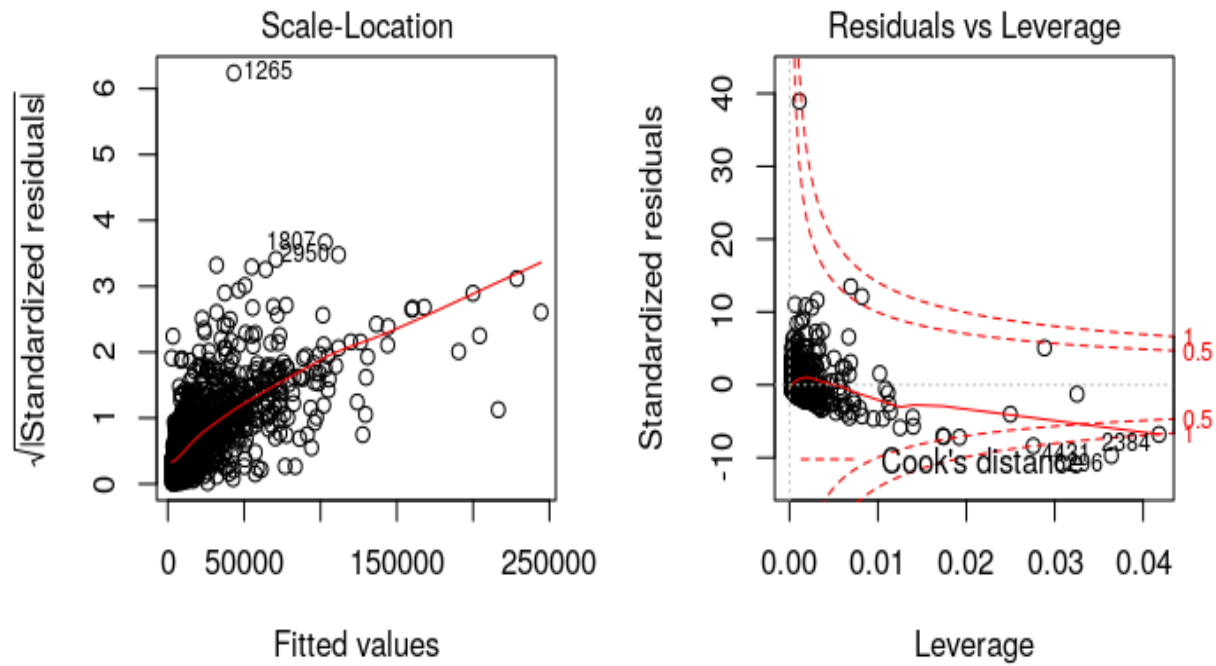 Scale-Location
√|Standardized residuals|
6
5
4
3
2
1
0
1265
1807
2950
0 50000 150000 250000
Fitted values
Residuals vs Leverage
Standardized residuals
40
30
20
10
0
-10
1
0.5
0.5
1
2384
4431
Cook's distance
0.00 0.01 0.02 0.03 0.04
Leverage